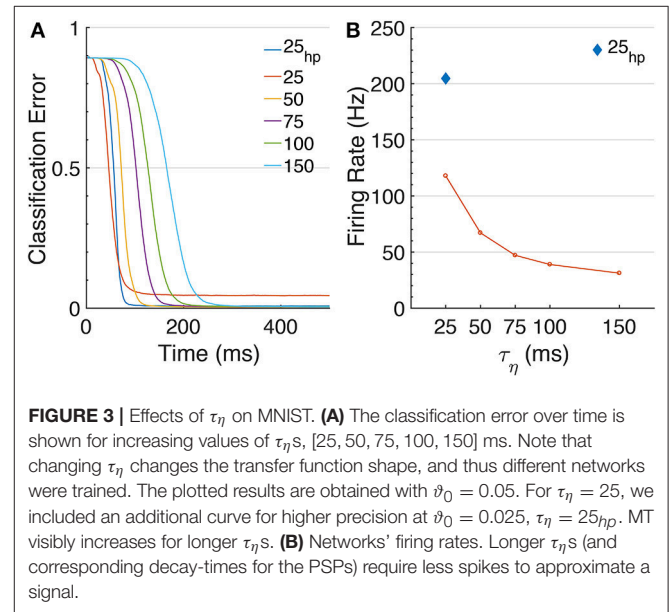 A
B
1
0.5
0
Classification Error
0
200
400
Time (ms)
25hp
25
50
75
100
150
250
200
150
100
50
0
Firing Rate (Hz)
25hp
25 50 75 100 150
τη (ms)
FIGURE 3 | Effects of τη on MNIST. (A) The classification error over time is
shown for increasing values of τηs, [25, 50, 75, 100, 150] ms. Note that
changing τη changes the transfer function shape, and thus different networks
were trained. The plotted results are obtained with ϑ0 = 0.05. For τη = 25, we
included an additional curve for higher precision at ϑ0 = 0.025, τη = 25hp. MT
visibly increases for longer τηs. (B) Networks' firing rates. Longer τηs (and
corresponding decay-times for the PSPs) require less spikes to approximate a
signal.